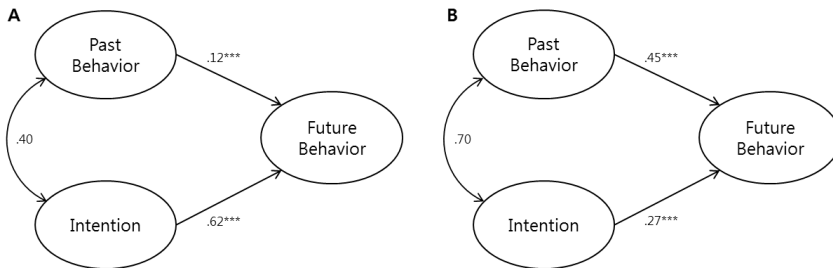 A
Past
Behavior
.12***
.40
Future
Behavior
Intention
.62***
B
Past
Behavior
.45***
.70
Future
Behavior
Intention
.27***